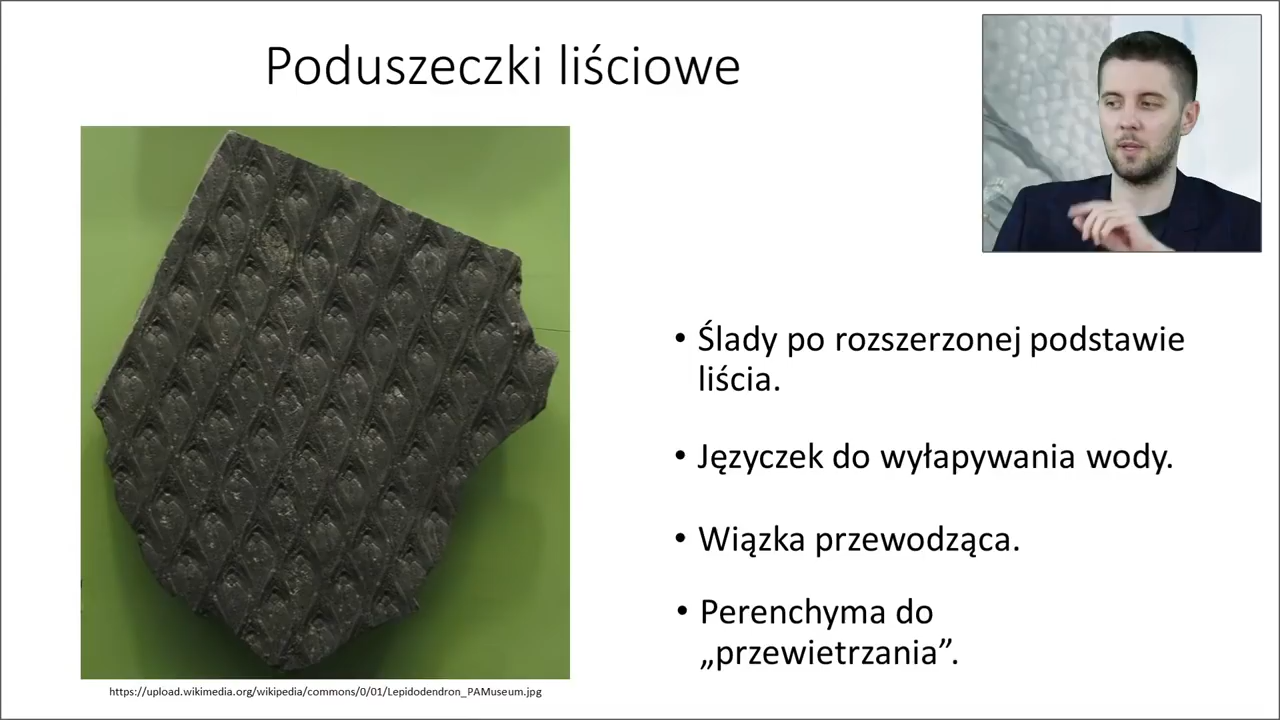 Poduszeczki liściowe
• Ślady po rozszerzonej podstawie
liścia.
• Języczek do wyłapywania wody.
• Wiązka przewodząca.
• Perenchyma do
„przewietrzania”.
https://upload.wikimedia.org/wikipedia/commons/0/01/Lepidodendron_PAMuseum.jpg